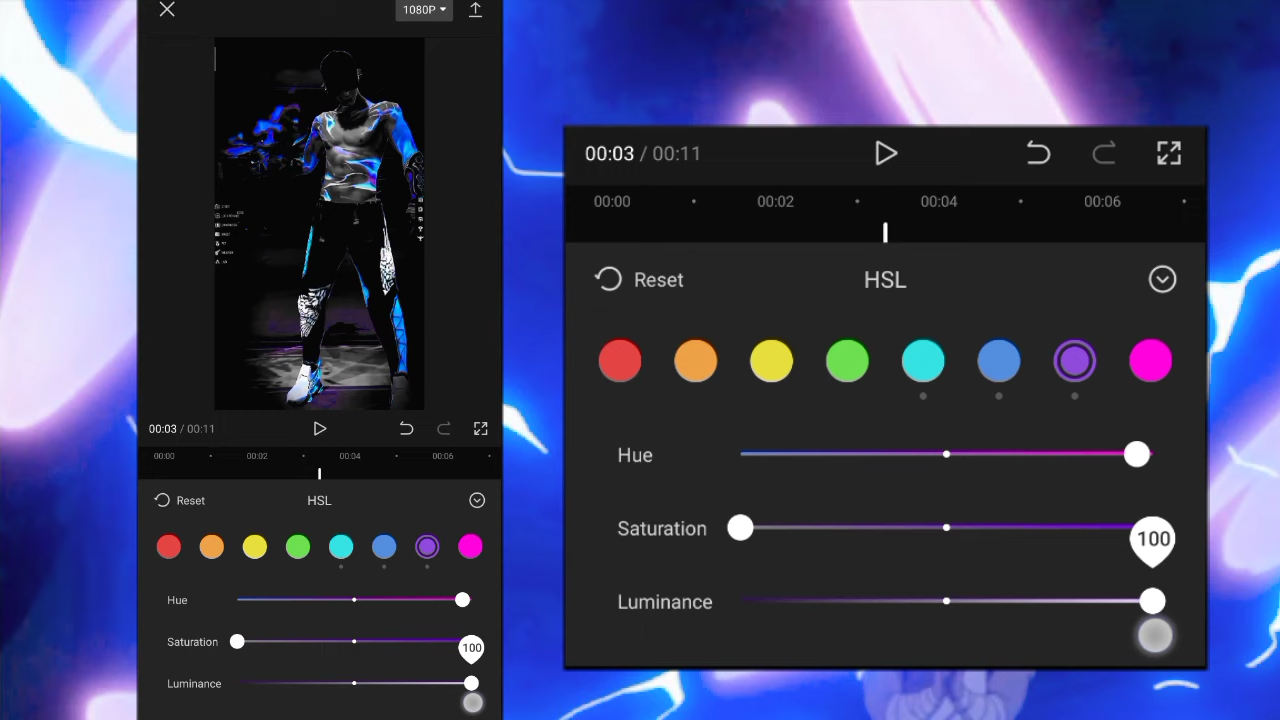 1080P
00:03 / 00:11
00:00 00:02 00:04 00:06
Reset HSL
Hue
Saturation
100
Luminance
00:03 / 00:11
00:00 00:02 00:04 00:06
Reset HSL
Hue
Saturation
100
Luminance